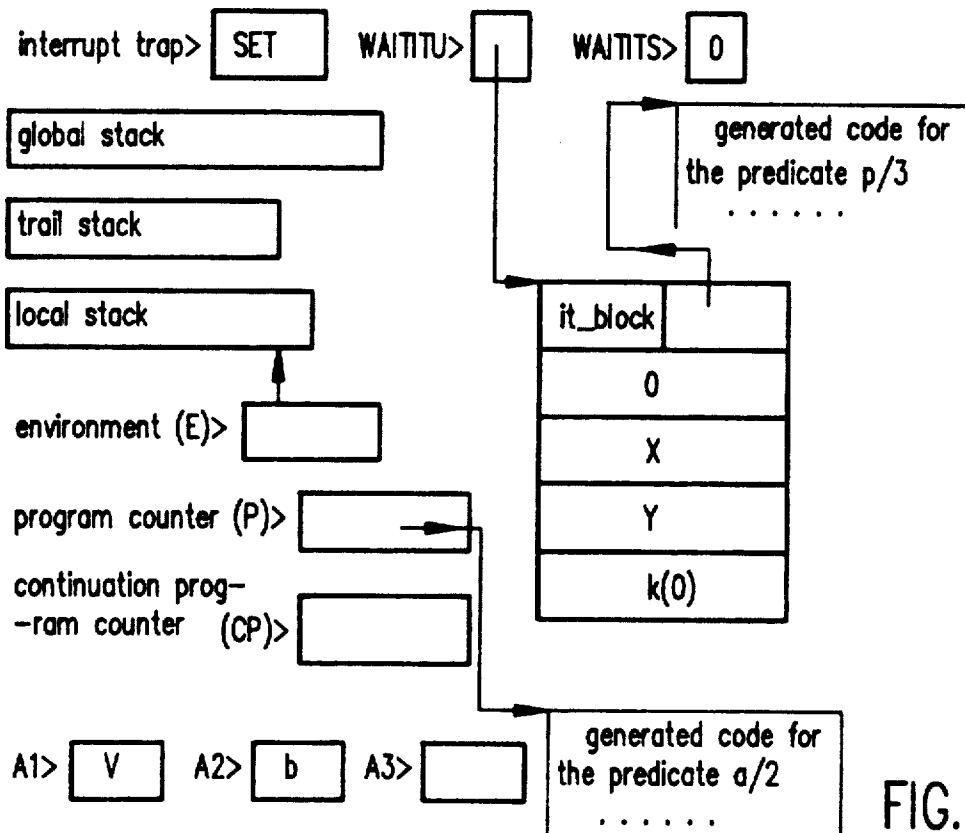 interrupt trap> SET WAITITU> WAITITS> 0
global stack
generated code for
the predicate p/3
. . . . . .
trail stack
local stack
it_block
0
X
Y
k(0)
environment (E)>
program counter (P)>
continuation prog-
-ram counter (CP)>
A1> V A2> b A3>
generated code for
the predicate a/2
. . . . . .
FIG.